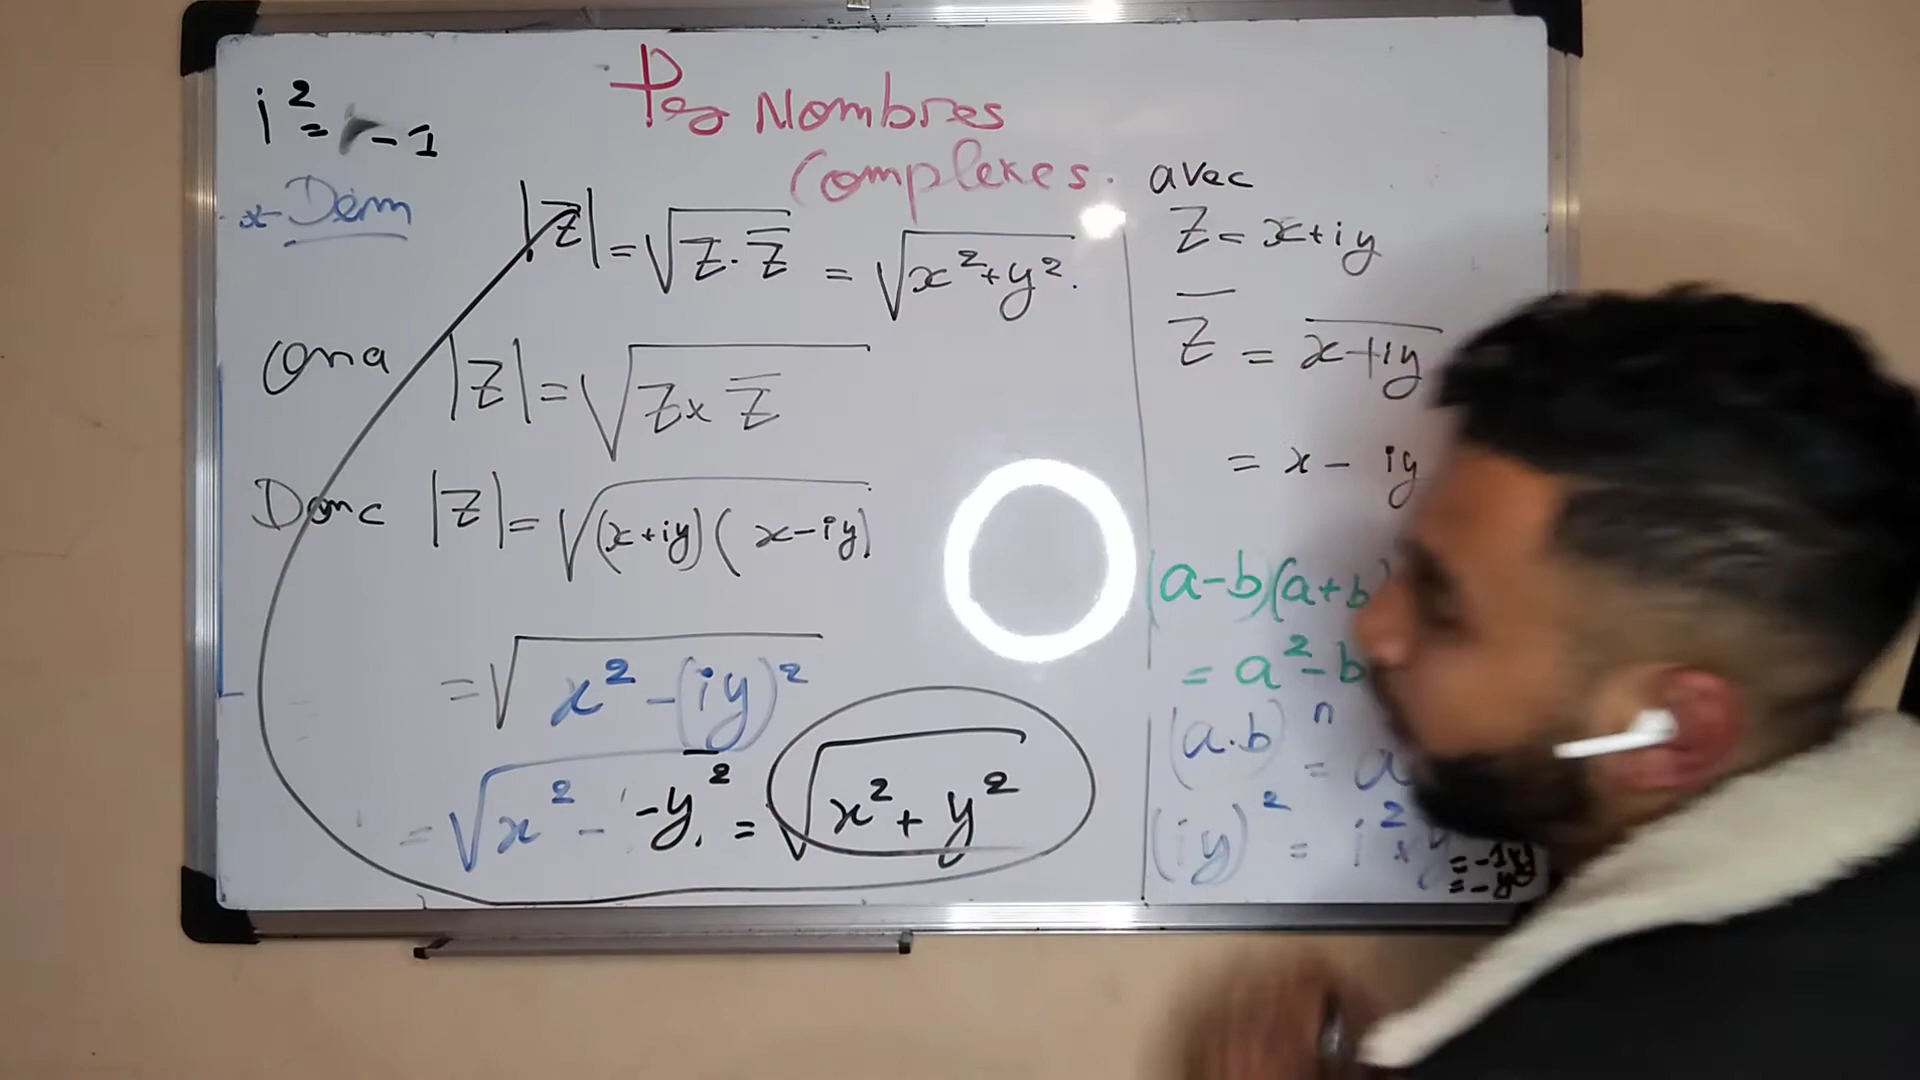 i² = -1
Les Nombres
Complexes.
x- Dém
|Z| = √(Z . Z̅) = √(x² + y²).
On a |Z| = √(Z × Z̅)
Donc |Z| = √((x+iy)(x-iy))
= √(x² - (iy)²)
= √(x² - -y²) = √(x² + y²)
avec
Z = x + iy
Z̅ = x+iy̅
= x - iy
(a-b)(a+b)
= a² - b
(a.b)ⁿ
= a
(iy)² = i² × y
= -1×
= -y